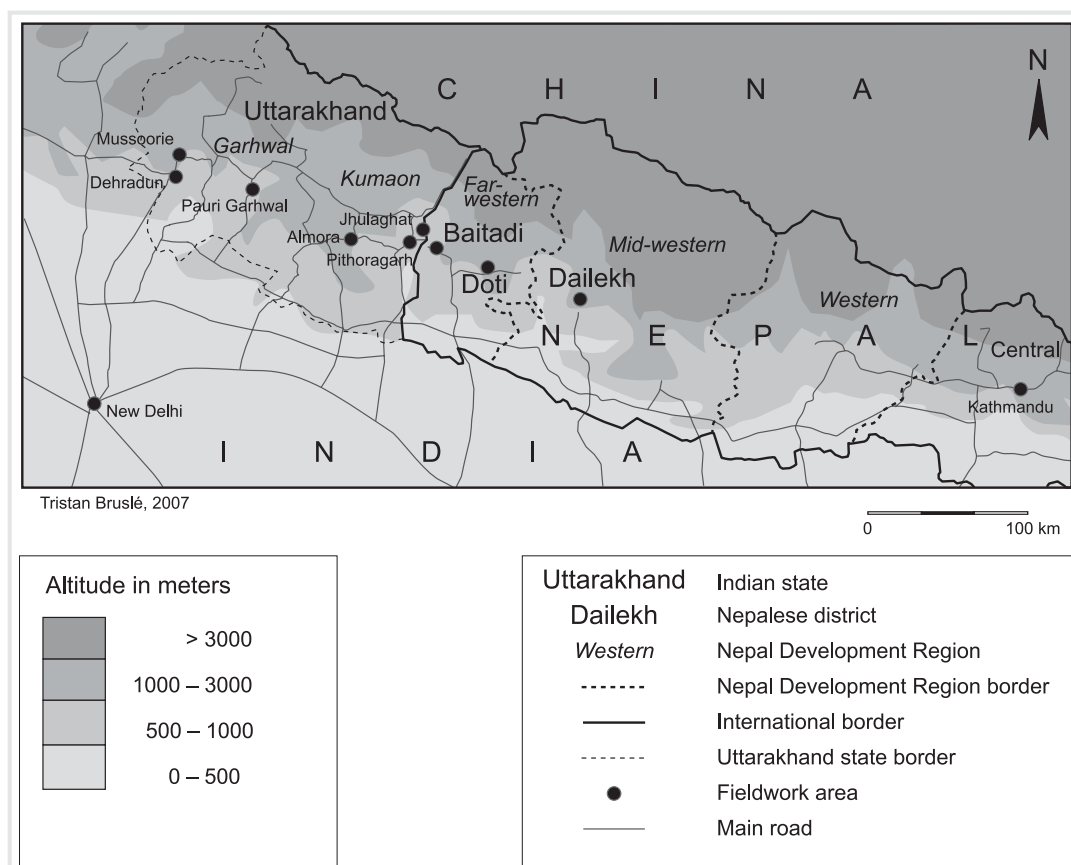 C H I N A
N
Uttarakhand
Mussoorie
Garhwal
Dehradun
Kumaon
Far-
western
Pauri Garhwal
Jhulaghat
Almora
Baitadi
Mid-western
Pithoragarh
Doti
Dailekh
Western
N E P A L
Central
New Delhi
Kathmandu
I N D I A
Tristan Bruslé, 2007
0 100 km
Altitude in meters
> 3000
1000 – 3000
500 – 1000
0 – 500
Uttarakhand Indian state
Dailekh Nepalese district
Western Nepal Development Region
Nepal Development Region border
International border
Uttarakhand state border
Fieldwork area
Main road